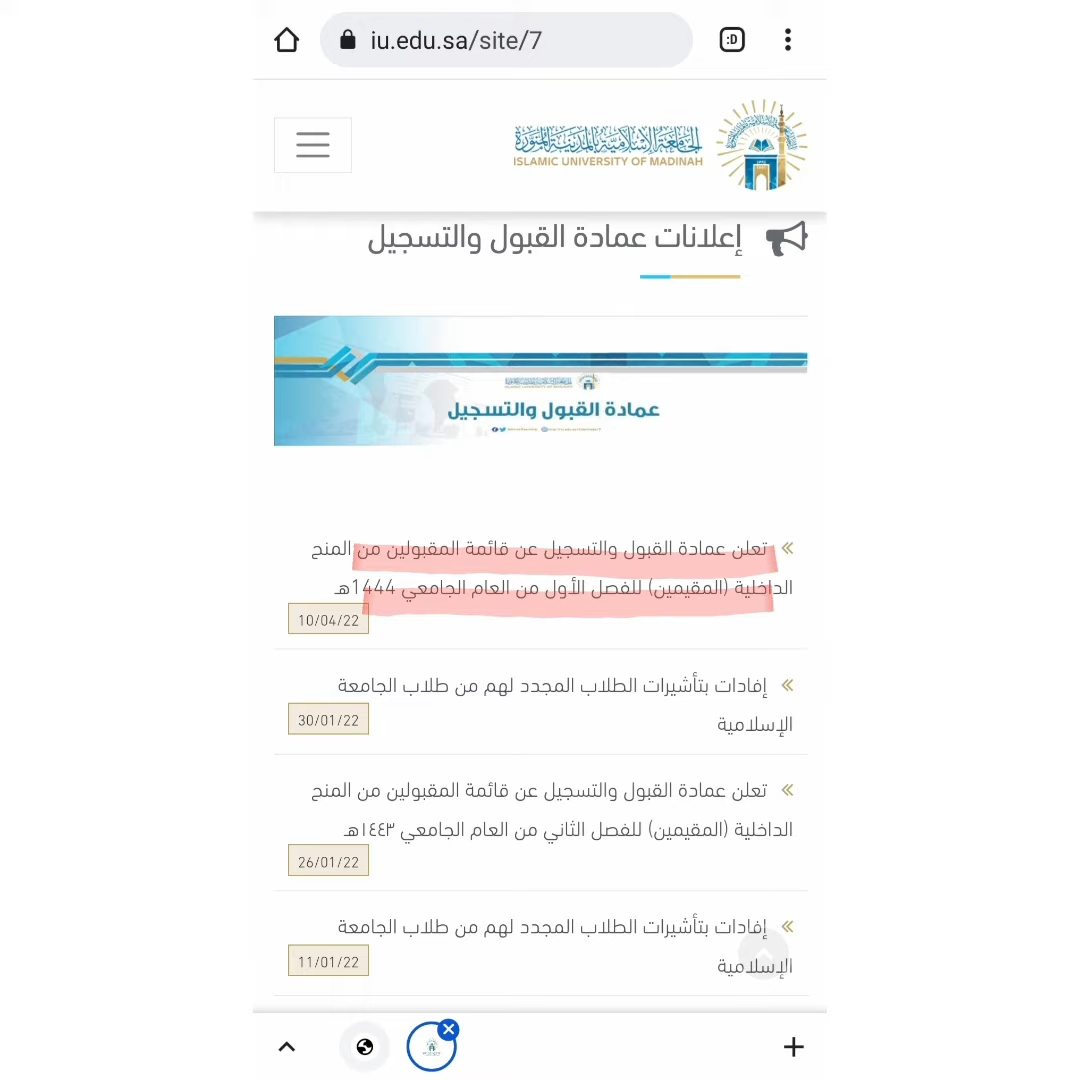 iu.edu.sa/site/7
:D
الجامعة الإسلامية بالمدينة المنورة
ISLAMIC UNIVERSITY OF MADINAH
إعلانات عمادة القبول والتسجيل
عمادة القبول والتسجيل
تعلن عمادة القبول والتسجيل عن قائمة المقبولين من المنح
الداخلية (المقيمين) للفصل الأول من العام الجامعي 1444هـ
10/04/22
إفادات بتأشيرات الطلاب المجدد لهم من طلاب الجامعة
الإسلامية
30/01/22
تعلن عمادة القبول والتسجيل عن قائمة المقبولين من المنح
الداخلية (المقيمين) للفصل الثاني من العام الجامعي ١٤٤٣هـ
26/01/22
إفادات بتأشيرات الطلاب المجدد لهم من طلاب الجامعة
الإسلامية
11/01/22